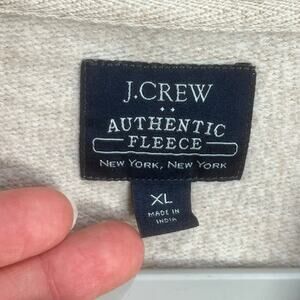 J.CREW
AUTHENTIC
FLEECE
NEW YORK, NEW YORK
XL
MADE IN
INDIA